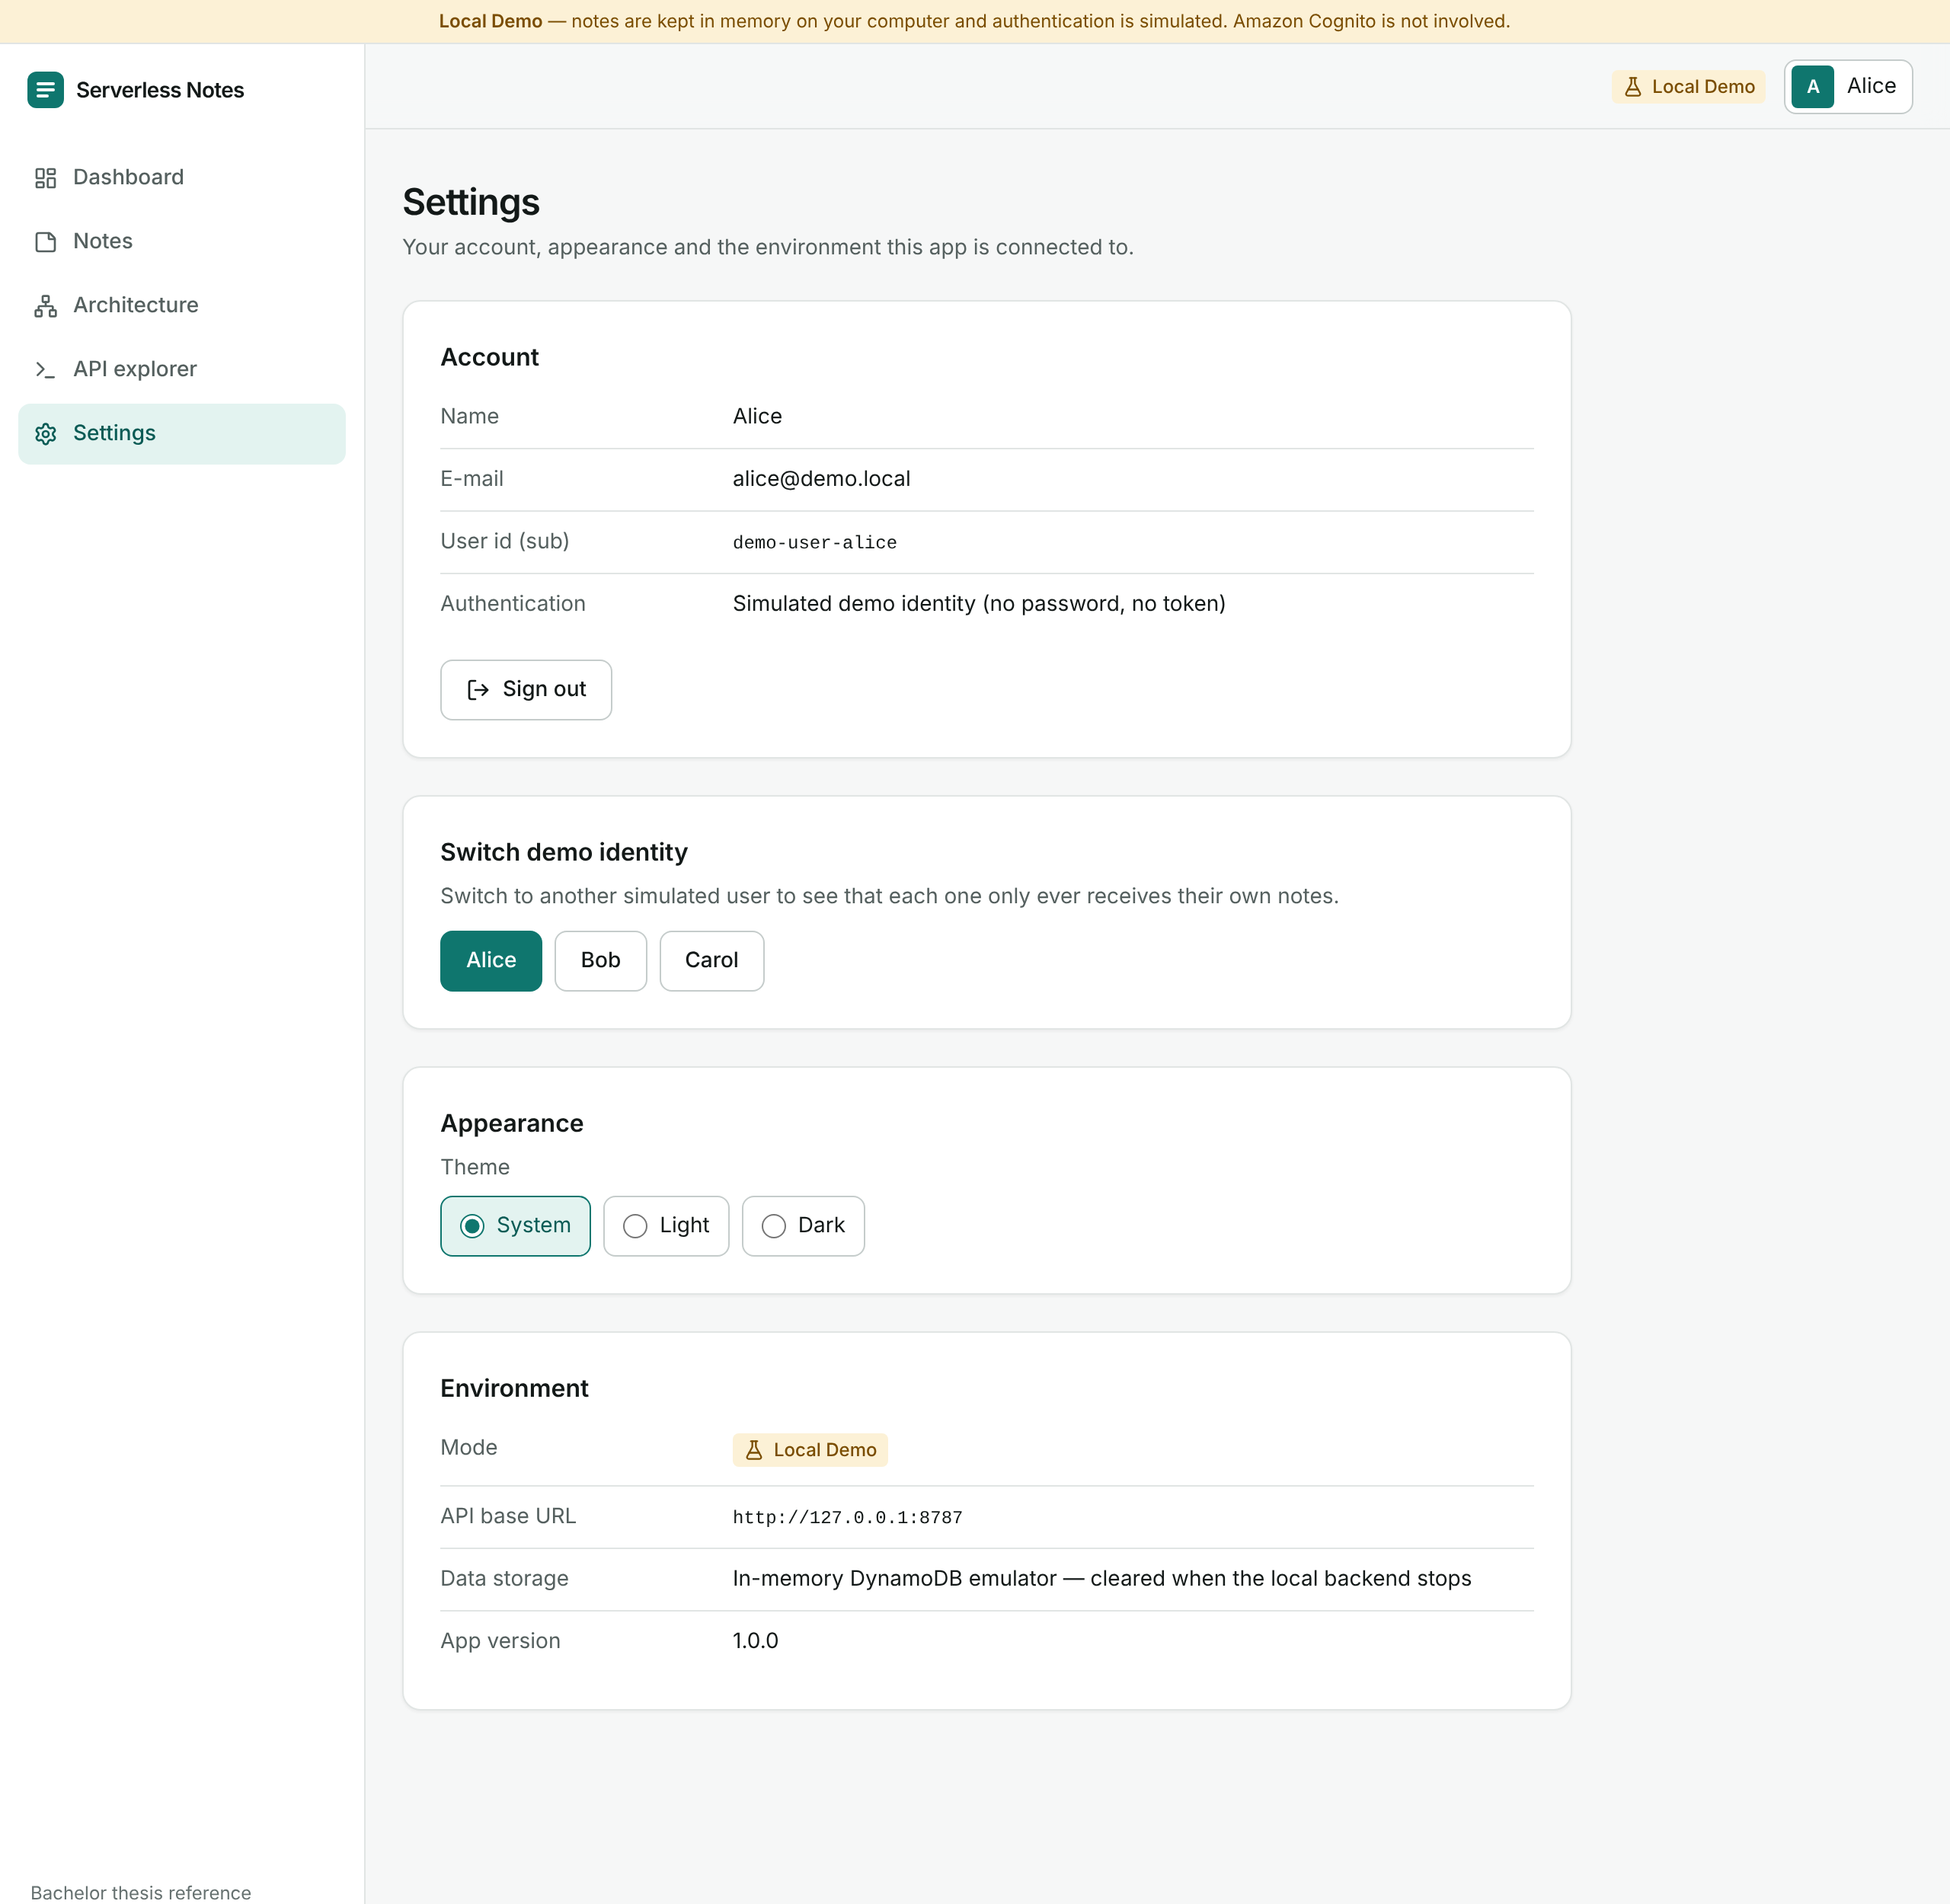 Local Demo — notes are kept in memory on your computer and authentication is simulated. Amazon Cognito is not involved.
Serverless Notes
Local Demo
A
Alice
Dashboard
Notes
Architecture
API explorer
Settings
Settings
Your account, appearance and the environment this app is connected to.
Account
Name Alice
E-mail alice@demo.local
User id (sub) demo-user-alice
Authentication Simulated demo identity (no password, no token)
Sign out
Switch demo identity
Switch to another simulated user to see that each one only ever receives their own notes.
Alice Bob Carol
Appearance
Theme
System Light Dark
Environment
Mode Local Demo
API base URL http://127.0.0.1:8787
Data storage In-memory DynamoDB emulator — cleared when the local backend stops
App version 1.0.0
Bachelor thesis reference